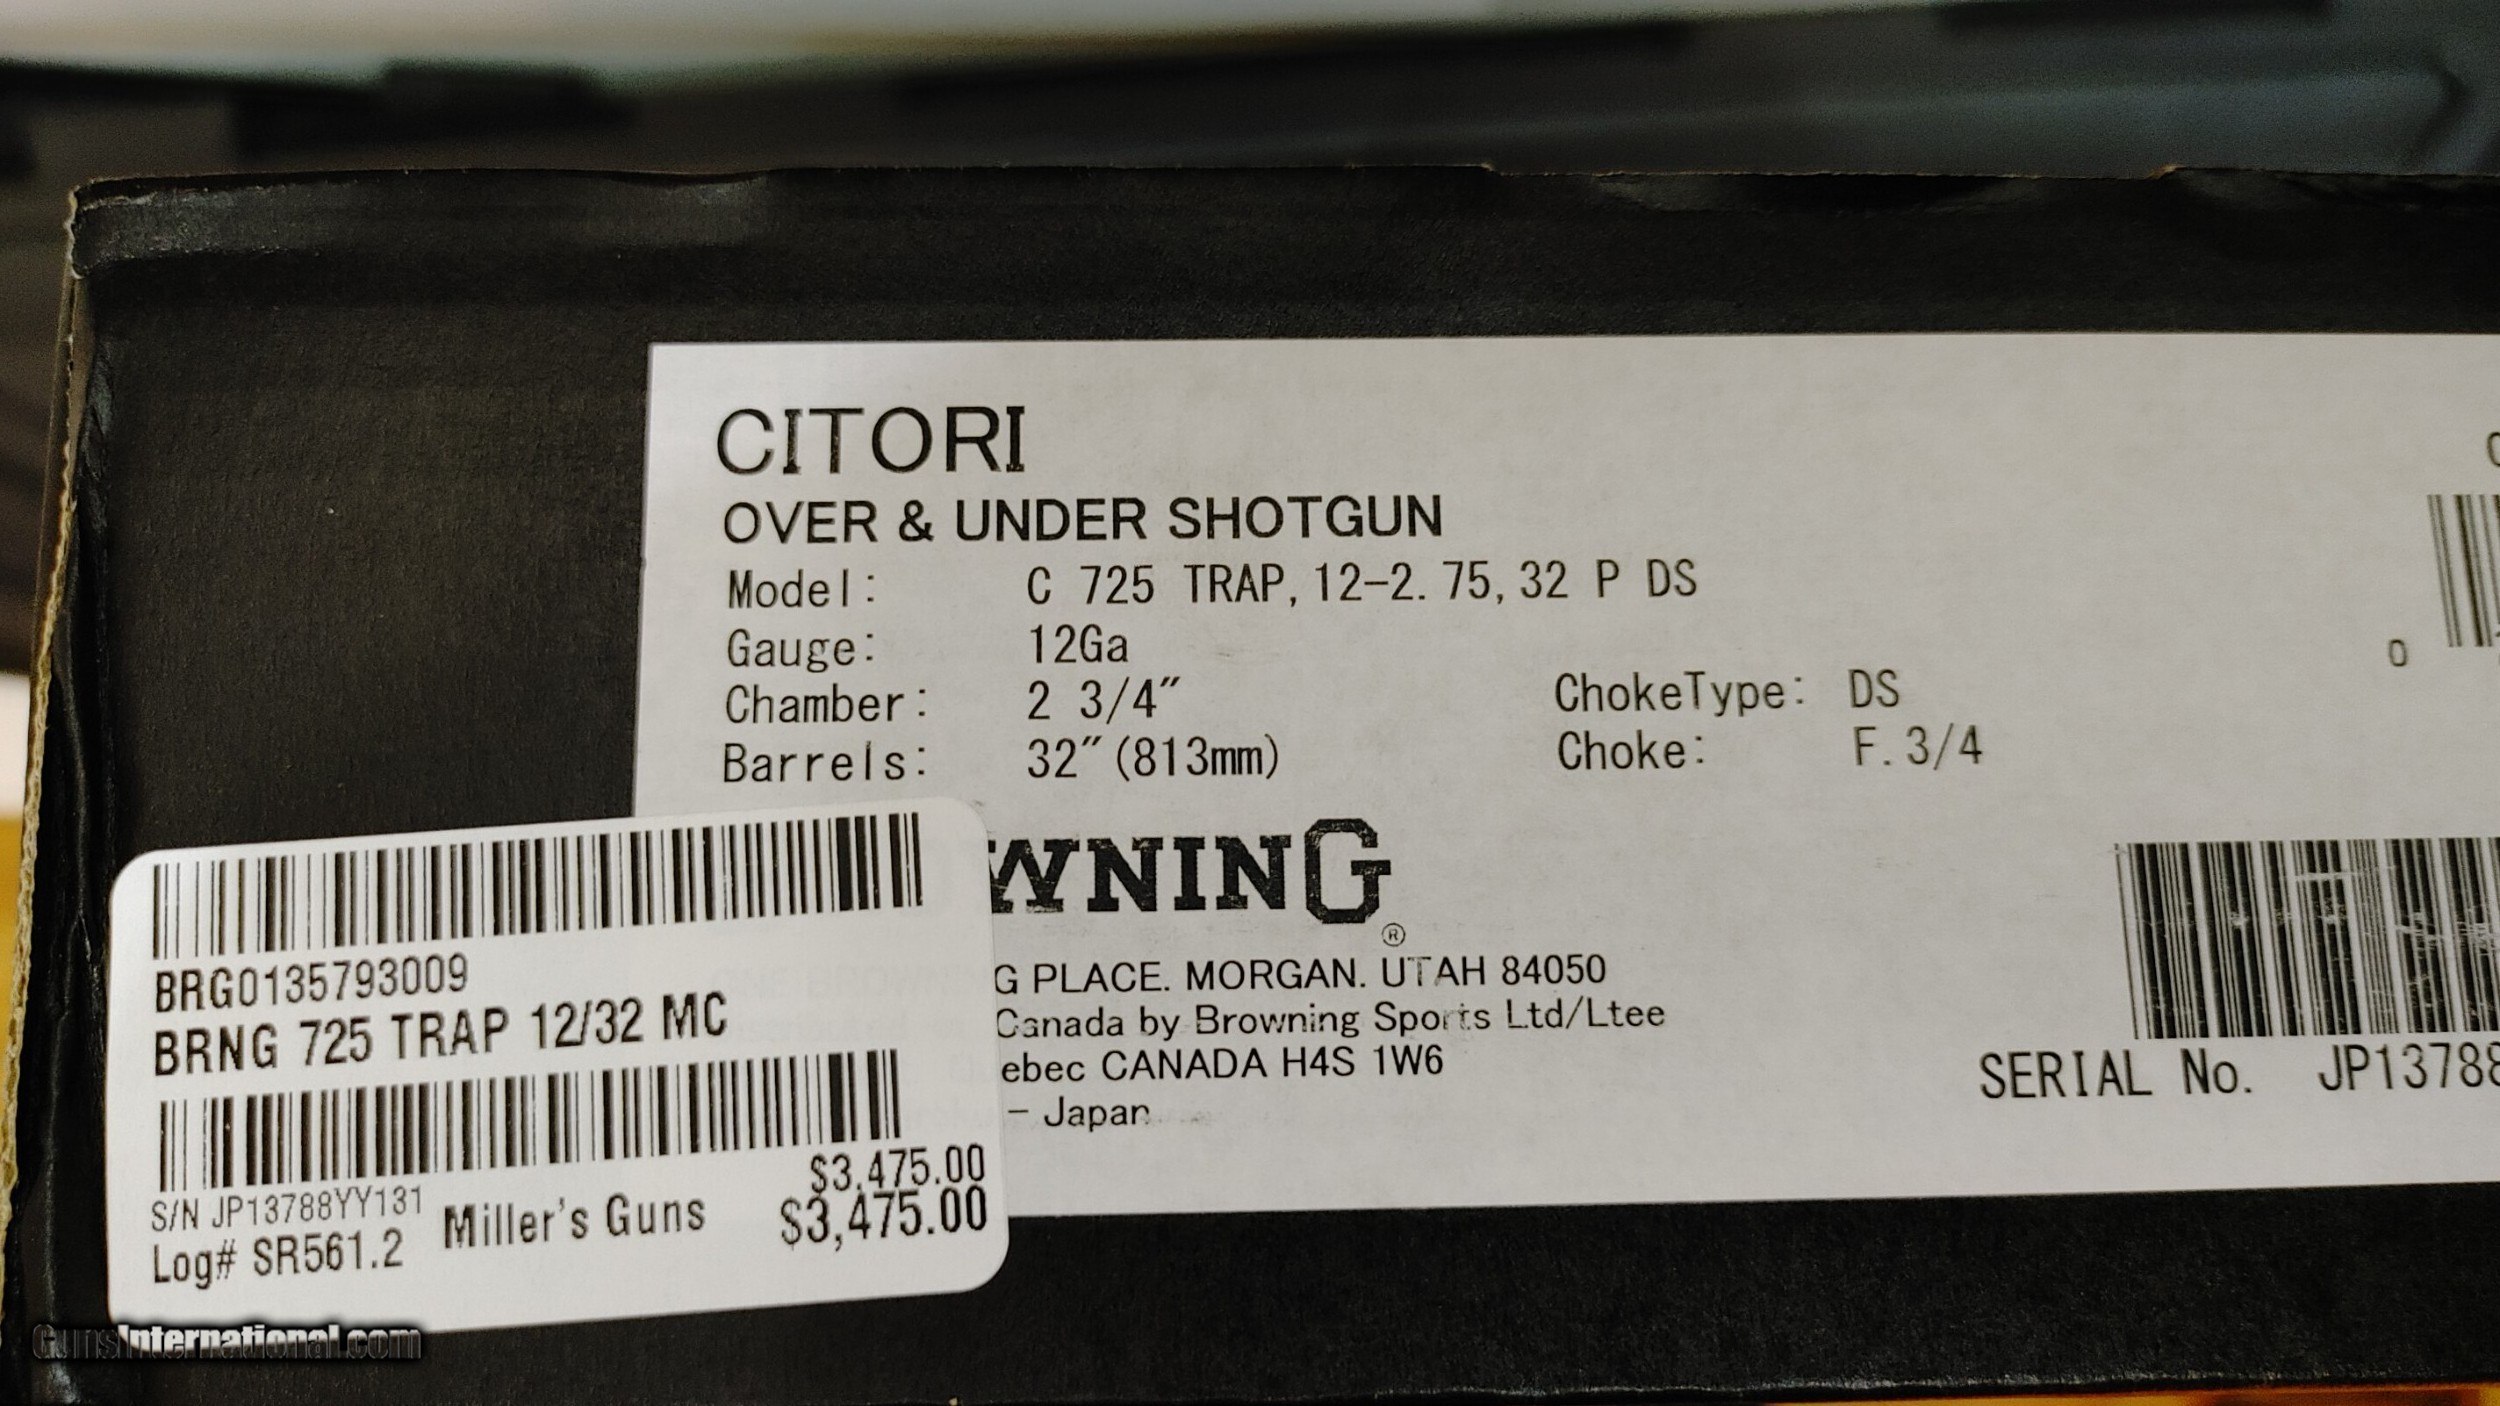 CITORI
OVER & UNDER SHOTGUN
Model: C 725 TRAP, 12-2. 75, 32 P DS
Gauge: 12Ga
Chamber: 2 3/4" ChokeType: DS
Barrels: 32"(813mm) Choke: F. 3/4
0
WNING
®
G PLACE. MORGAN. UTAH 84050
Canada by Browning Sports Ltd/Ltee
ebec CANADA H4S 1W6
- Japan
SERIAL No. JP13788
BRG0135793009
BRNG 725 TRAP 12/32 MC
$3,475.00
S/N JP13788YY131 Miller's Guns $3,475.00
Log# SR561.2
GunsInternational.com